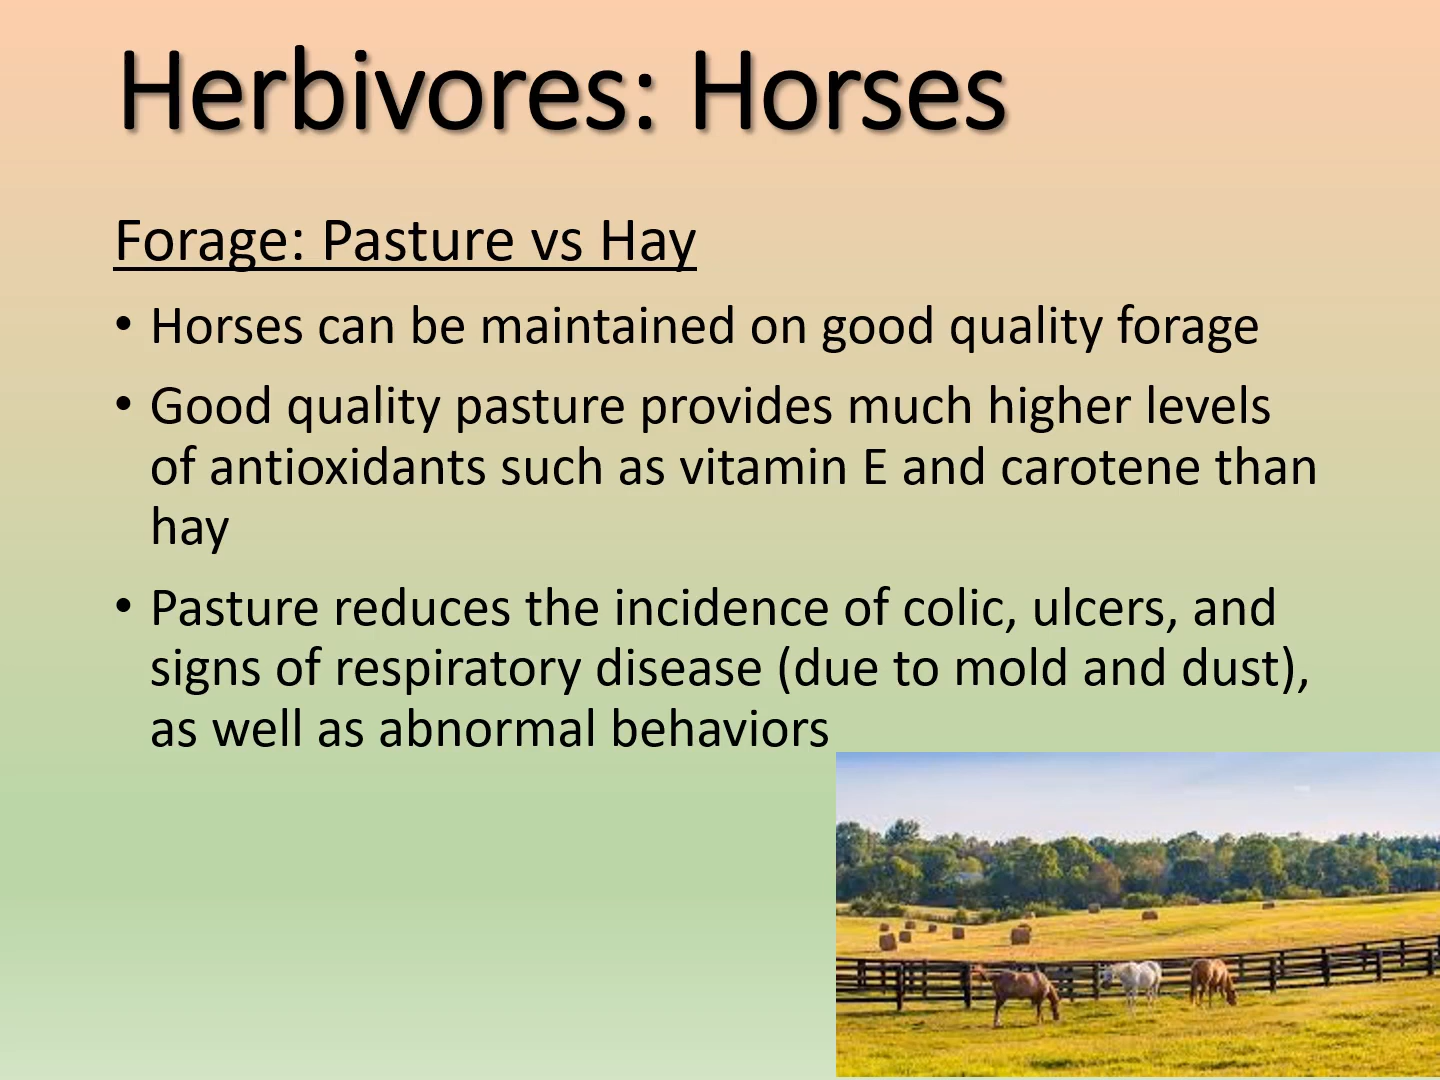 Herbivores: Horses
Forage: Pasture vs Hay
• Horses can be maintained on good quality forage
• Good quality pasture provides much higher levels
of antioxidants such as vitamin E and carotene than
hay
• Pasture reduces the incidence of colic, ulcers, and
signs of respiratory disease (due to mold and dust),
as well as abnormal behaviors